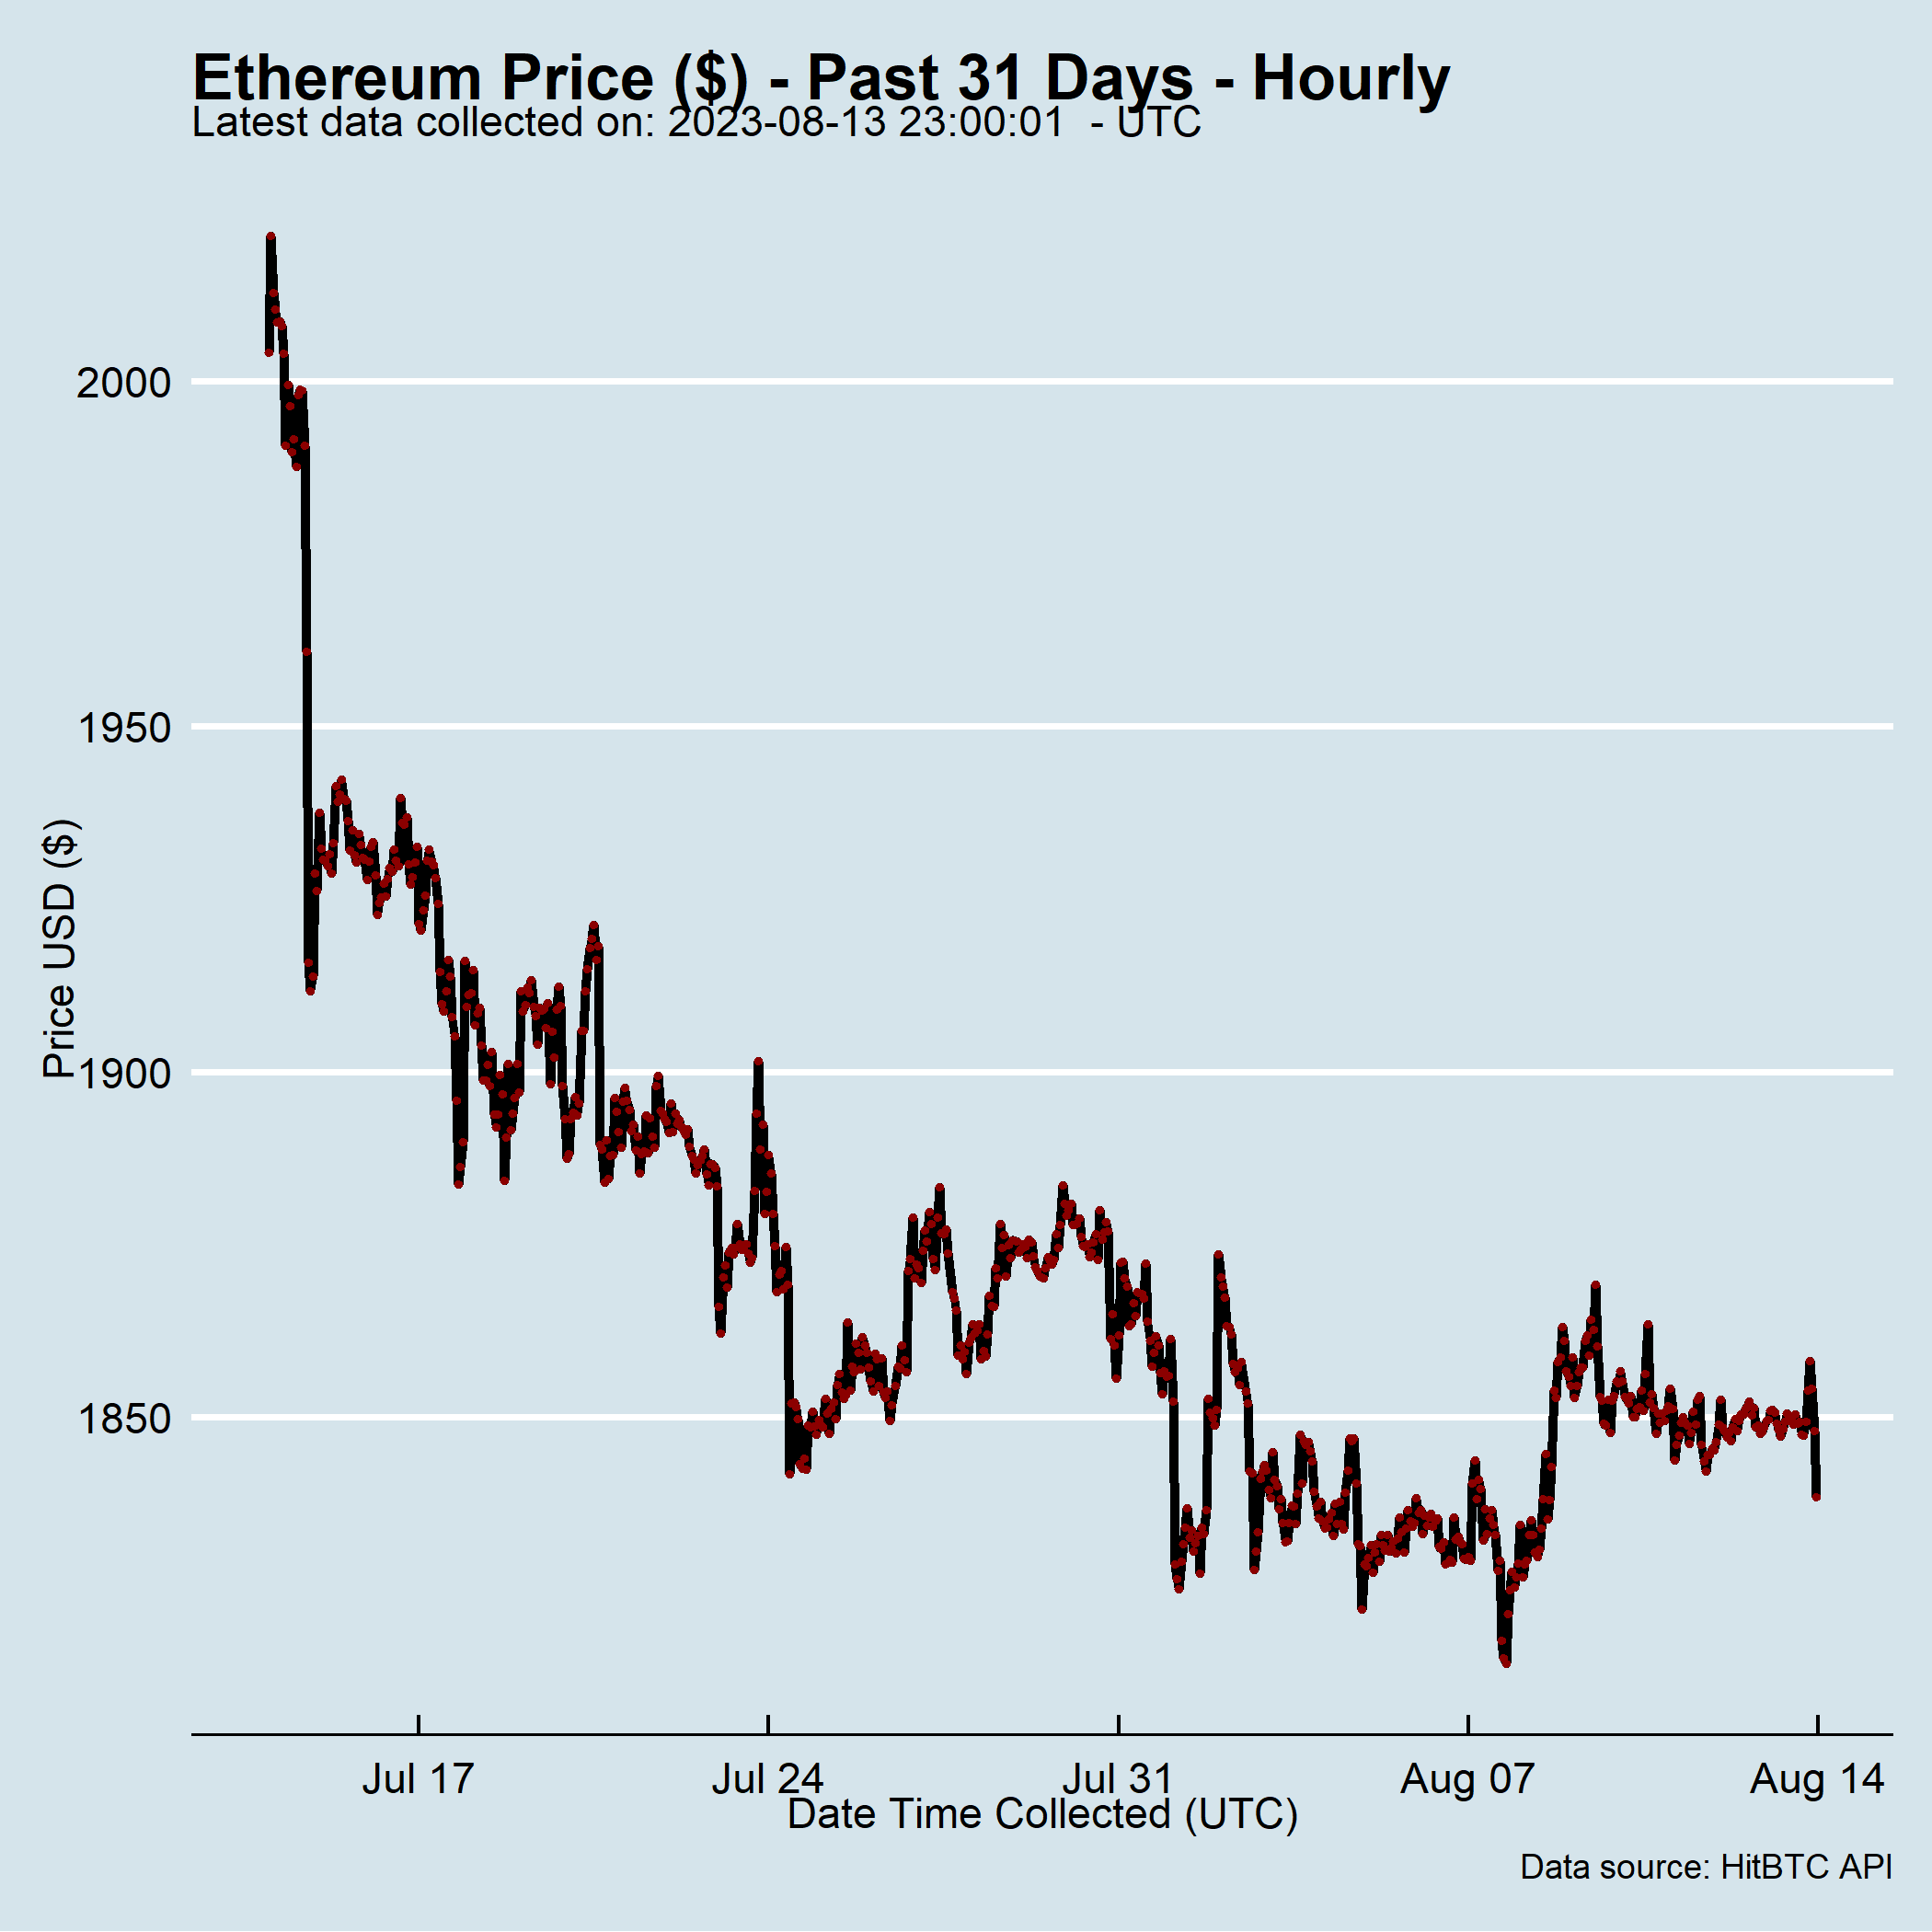 Ethereum Price ($) - Past 31 Days - Hourly
Latest data collected on: 2023-08-13 23:00:01  - UTC
2000
1950
1900
1850
Price USD ($)
Jul 17
Jul 24
Jul 31
Aug 07
Aug 14
Date Time Collected (UTC)
Data source: HitBTC API